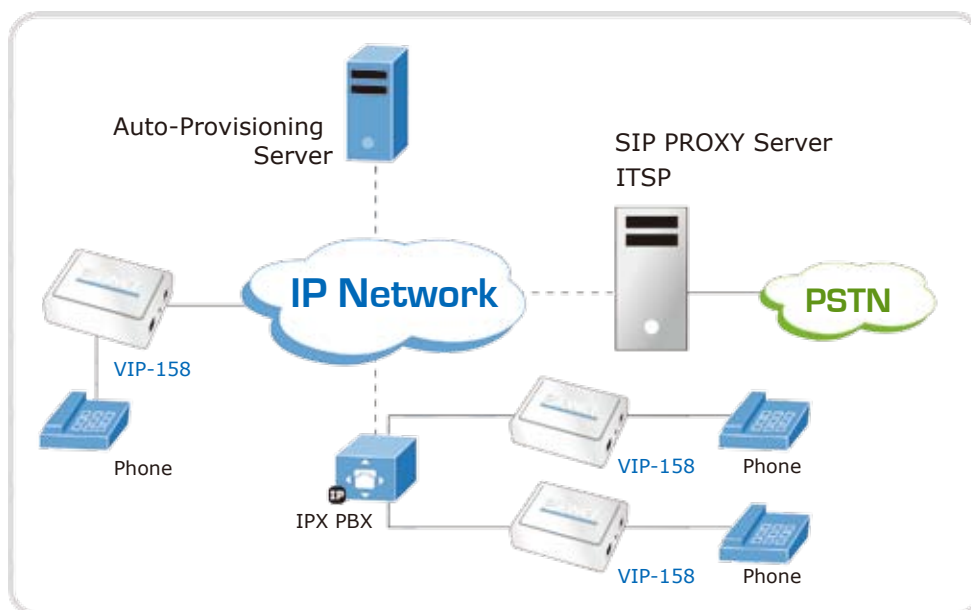 Auto-Provisioning
Server
SIP PROXY Server
ITSP
IP Network
PSTN
VIP-158
Phone
VIP-158
Phone
IP
IPX PBX
VIP-158
Phone